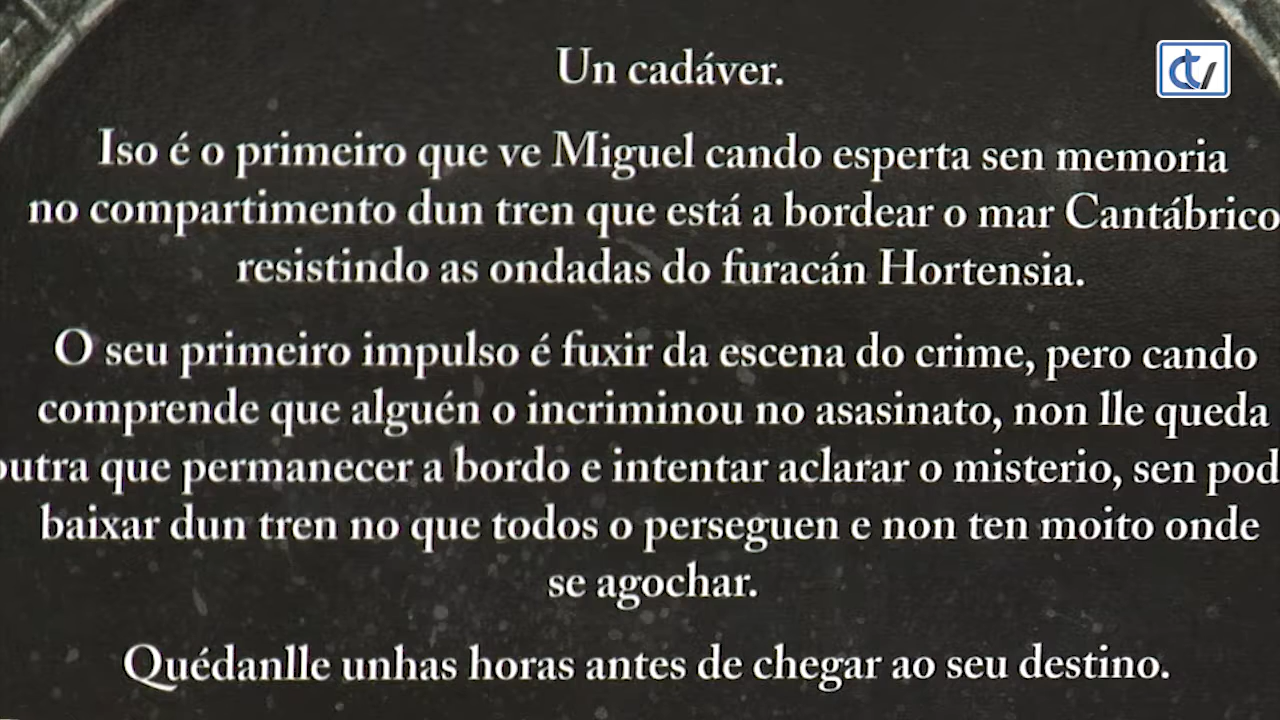 Un cadáver.
Iso é o primeiro que ve Miguel cando esperta sen memoria
no compartimento dun tren que está a bordear o mar Cantábrico
resistindo as ondadas do furacán Hortensia.
O seu primeiro impulso é fuxir da escena do crime, pero cando
comprende que alguén o incriminou no asasinato, non lle queda
outra que permanecer a bordo e intentar aclarar o misterio, sen pod
baixar dun tren no que todos o perseguen e non ten moito onde
se agochar.
Quédanlle unhas horas antes de chegar ao seu destino.